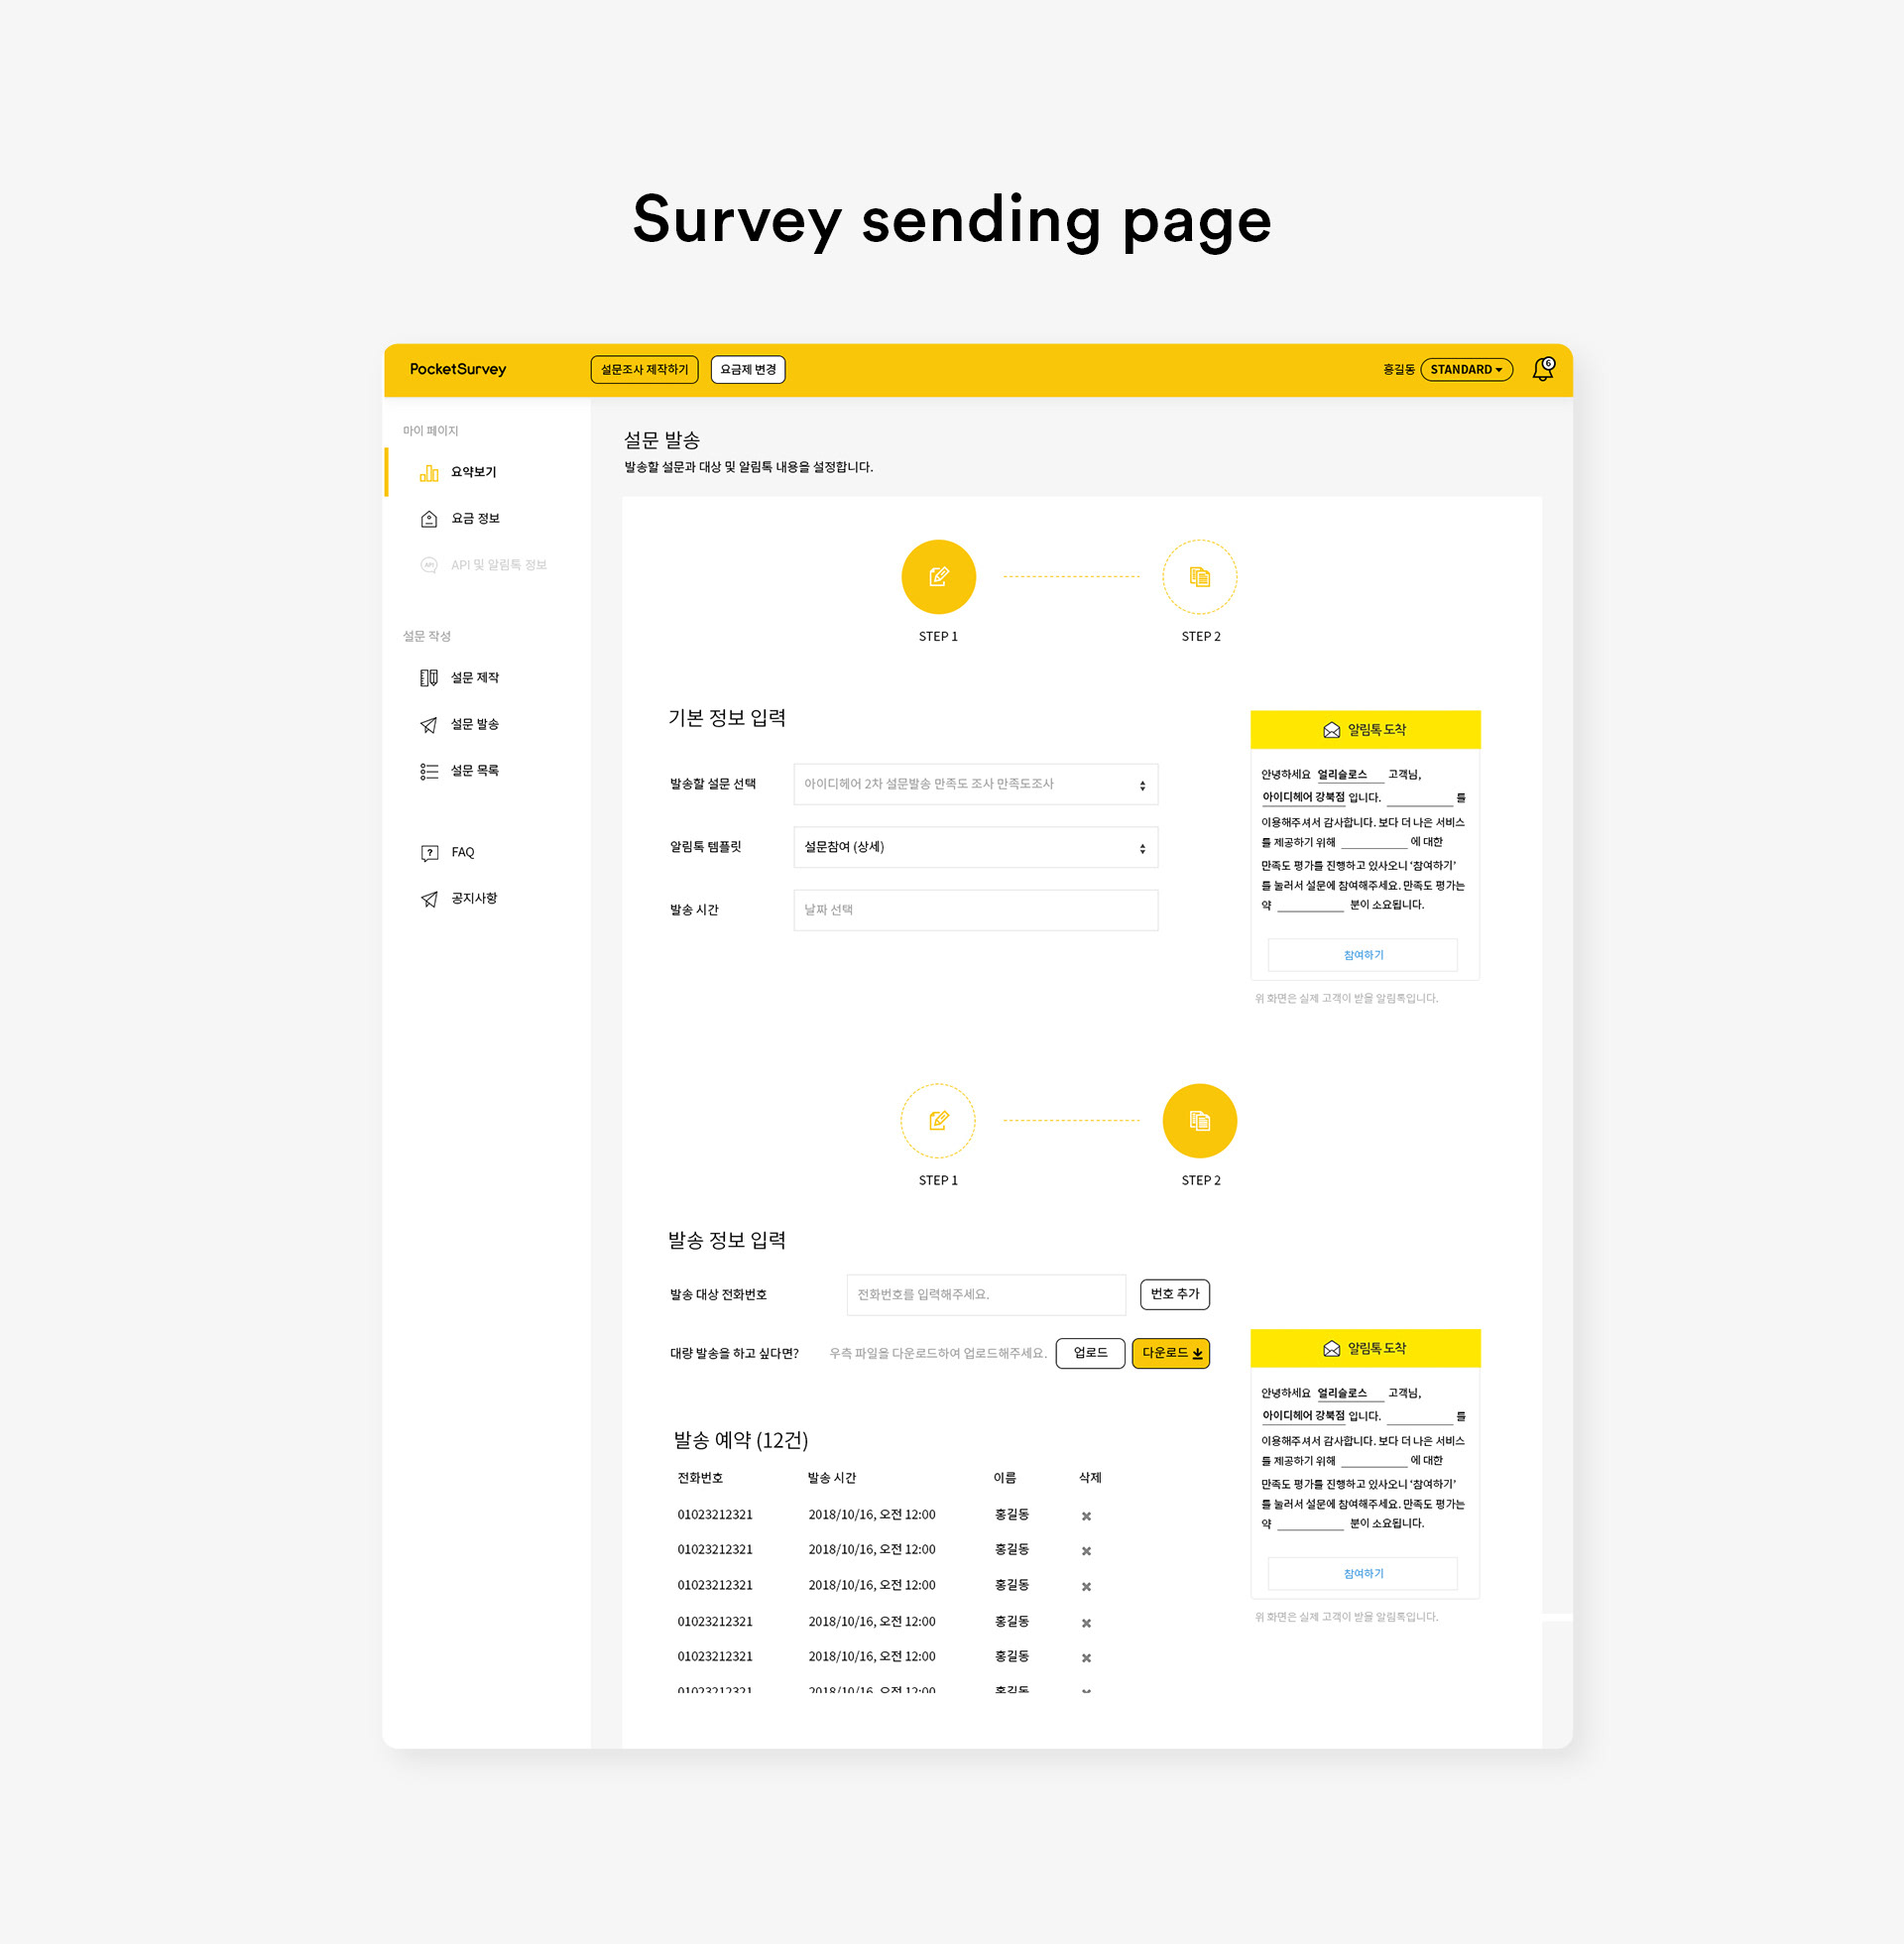 Survey sending page
PocketSurvey
설문조사 제작하기
요금제 변경
홍길동
STANDARD
6
마이 페이지
요약보기
요금 정보
API
API 및 알림톡 정보
설문 작성
설문 제작
설문 발송
설문 목록
FAQ
공지사항
설문 발송
발송할 설문과 대상 및 알림톡 내용을 설정합니다.
STEP 1
STEP 2
기본 정보 입력
발송할 설문 선택
아이디헤어 2차 설문발송 만족도 조사 만족도조사
알림톡 템플릿
설문참여 (상세)
발송 시간
날짜 선택
알림톡 도착
안녕하세요 얼리슬로스 고객님,
아이디헤어 강북점 입니다. 를
이용해주셔서 감사합니다. 보다 더 나은 서비스
를 제공하기 위해 에 대한
만족도 평가를 진행하고 있사오니 ‘참여하기’
를 눌러서 설문에 참여해주세요. 만족도 평가는
약 분이 소요됩니다.
참여하기
위 화면은 실제 고객이 받을 알림톡입니다.
STEP 1
STEP 2
발송 정보 입력
발송 대상 전화번호
전화번호를 입력해주세요.
번호 추가
대량 발송을 하고 싶다면?
우측 파일을 다운로드하여 업로드해주세요.
업로드
다운로드
발송 예약 (12건)
전화번호 발송 시간 이름 삭제
01023212321 2018/10/16, 오전 12:00 홍길동
01023212321 2018/10/16, 오전 12:00 홍길동
01023212321 2018/10/16, 오전 12:00 홍길동
01023212321 2018/10/16, 오전 12:00 홍길동
01023212321 2018/10/16, 오전 12:00 홍길동
01023212321 2018/10/16, 오전 12:00 홍길동
알림톡 도착
안녕하세요 얼리슬로스 고객님,
아이디헤어 강북점 입니다. 를
이용해주셔서 감사합니다. 보다 더 나은 서비스
를 제공하기 위해 에 대한
만족도 평가를 진행하고 있사오니 ‘참여하기’
를 눌러서 설문에 참여해주세요. 만족도 평가는
약 분이 소요됩니다.
참여하기
위 화면은 실제 고객이 받을 알림톡입니다.